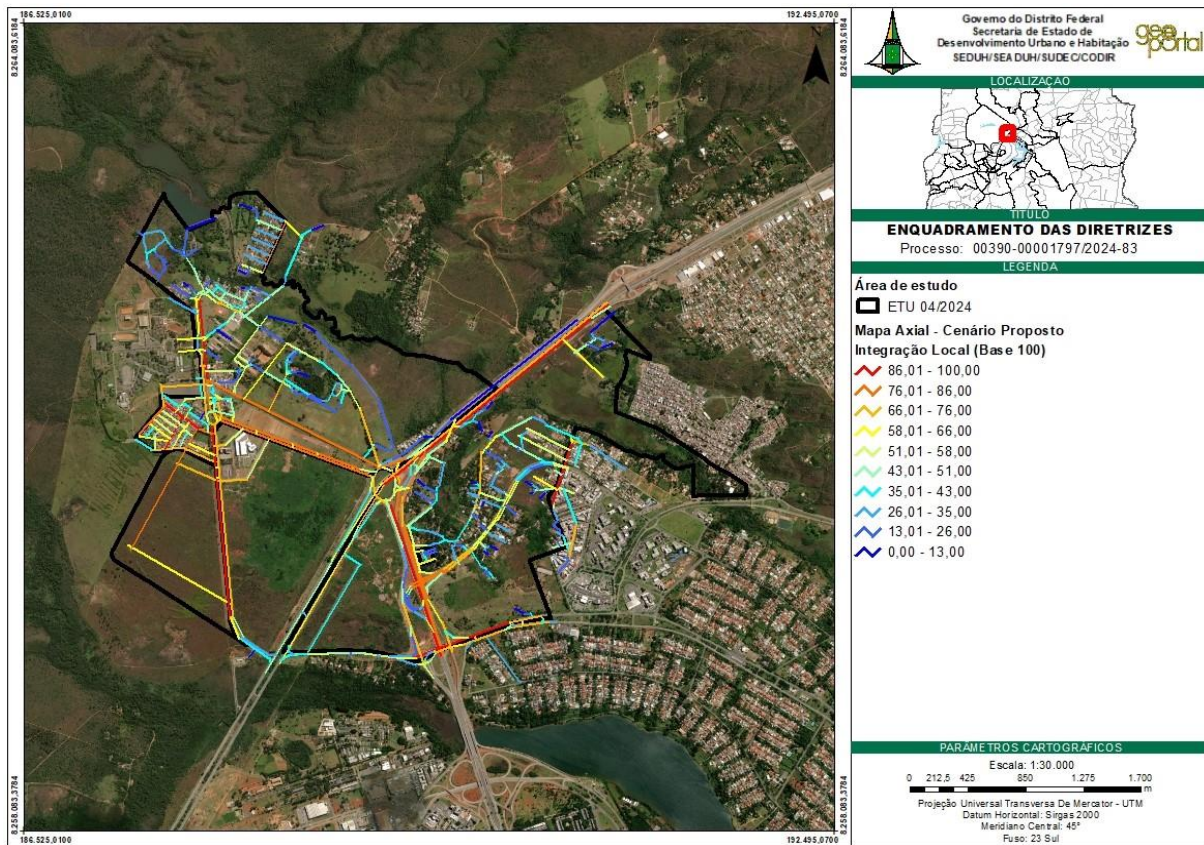 186.525,0100
192.495,0700
8.264.083,6184
8.264.083,6184
8.258.083,3784
8.258.083,3784
186.525,0100
192.495,0700
Governo do Distrito Federal
Secretaria de Estado de
Desenvolvimento Urbano e Habitação
SEDUH/SEADUH/SUDEC/CODIR
geo
portal
LOCALIZAÇÃO
TÍTULO
ENQUADRAMENTO DAS DIRETRIZES
Processo: 00390-00001797/2024-83
LEGENDA
Área de estudo
ETU 04/2024
Mapa Axial - Cenário Proposto
Integração Local (Base 100)
86,01 - 100,00
76,01 - 86,00
66,01 - 76,00
58,01 - 66,00
51,01 - 58,00
43,01 - 51,00
35,01 - 43,00
26,01 - 35,00
13,01 - 26,00
0,00 - 13,00
PARÂMETROS CARTOGRÁFICOS
Escala: 1:30.000
0 212,5 425 850 1.275 1.700
m
Projeção Universal Transversa De Mercator - UTM
Datum Horizontal: Sirgas 2000
Meridiano Central: 45º
Fuso: 23 Sul